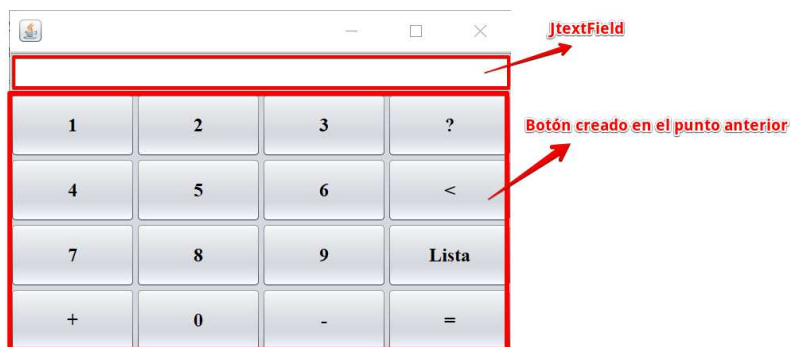 JtextField
1 2 3 ?
Botón creado en el punto anterior
4 5 6 <
7 8 9 Lista
+ 0 - =